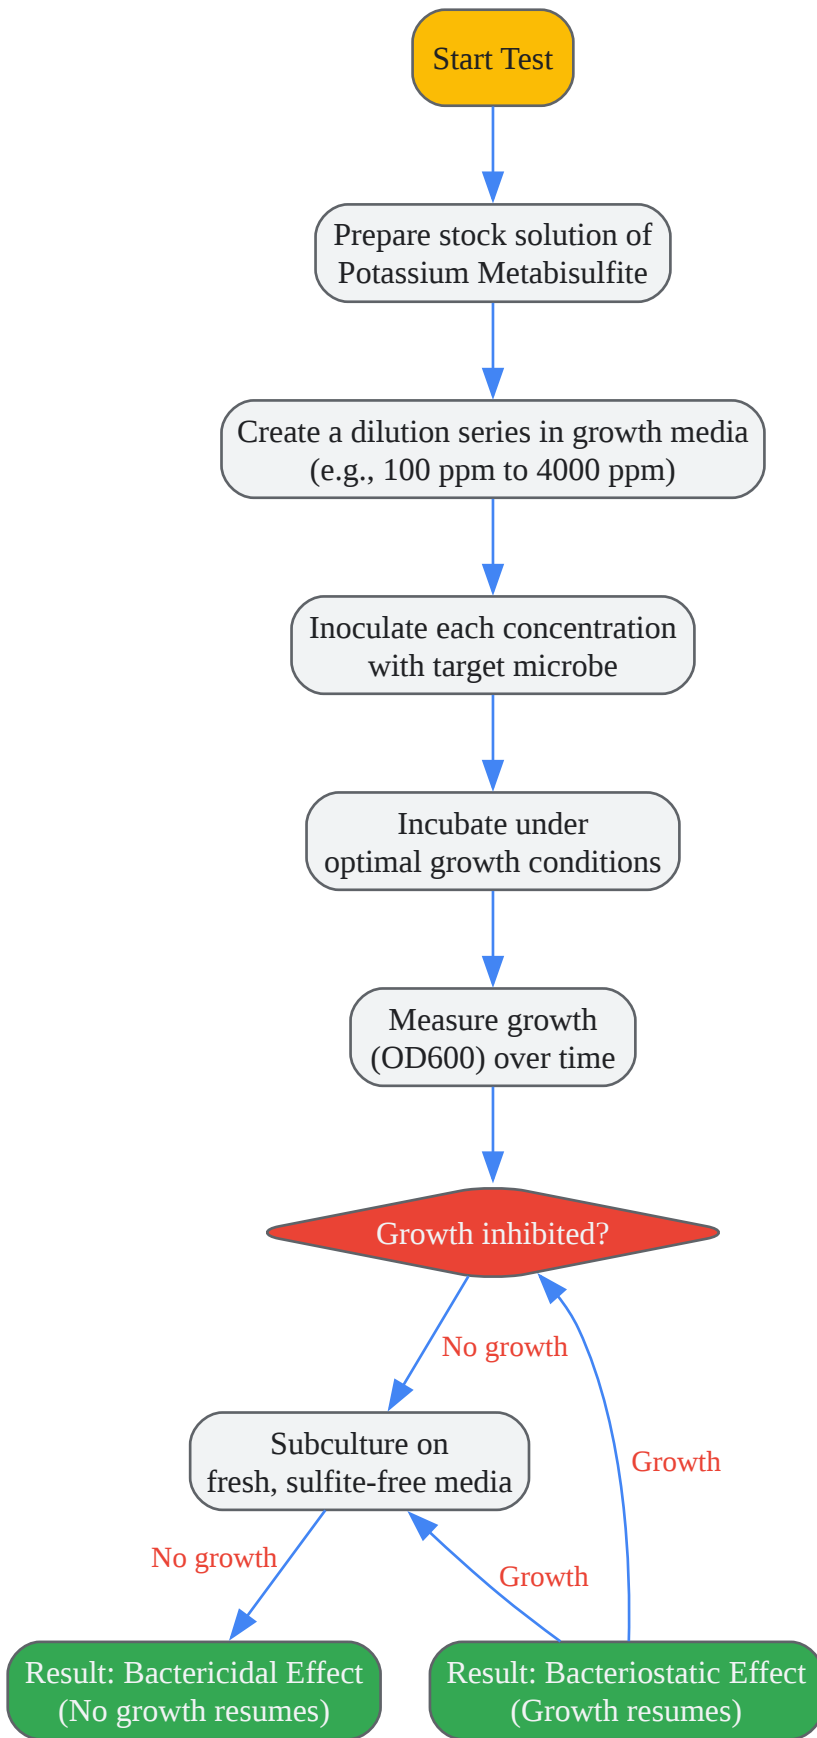 Start Test
Prepare stock solution of
Potassium Metabisulfite
Create a dilution series in growth media
(e.g., 100 ppm to 4000 ppm)
Inoculate each concentration
with target microbe
Incubate under
optimal growth conditions
Measure growth
(OD600) over time
Growth inhibited?
No growth
Subculture on
fresh, sulfite-free media
Growth
No growth
Growth
Result: Bactericidal Effect
(No growth resumes)
Result: Bacteriostatic Effect
(Growth resumes)